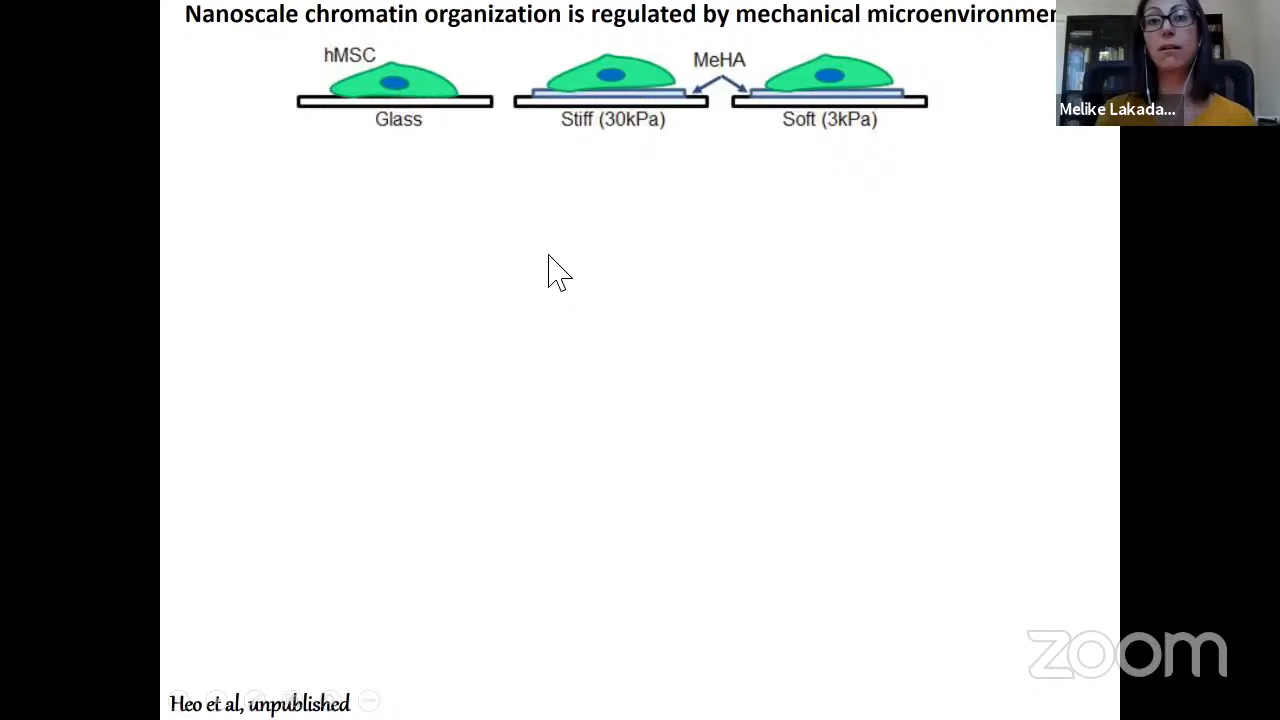 Nanoscale chromatin organization is regulated by mechanical microenvironmen
hMSC
MeHA
Glass
Stiff (30kPa)
Soft (3kPa)
Melike Lakada...
zoom
Heo et al, unpublished